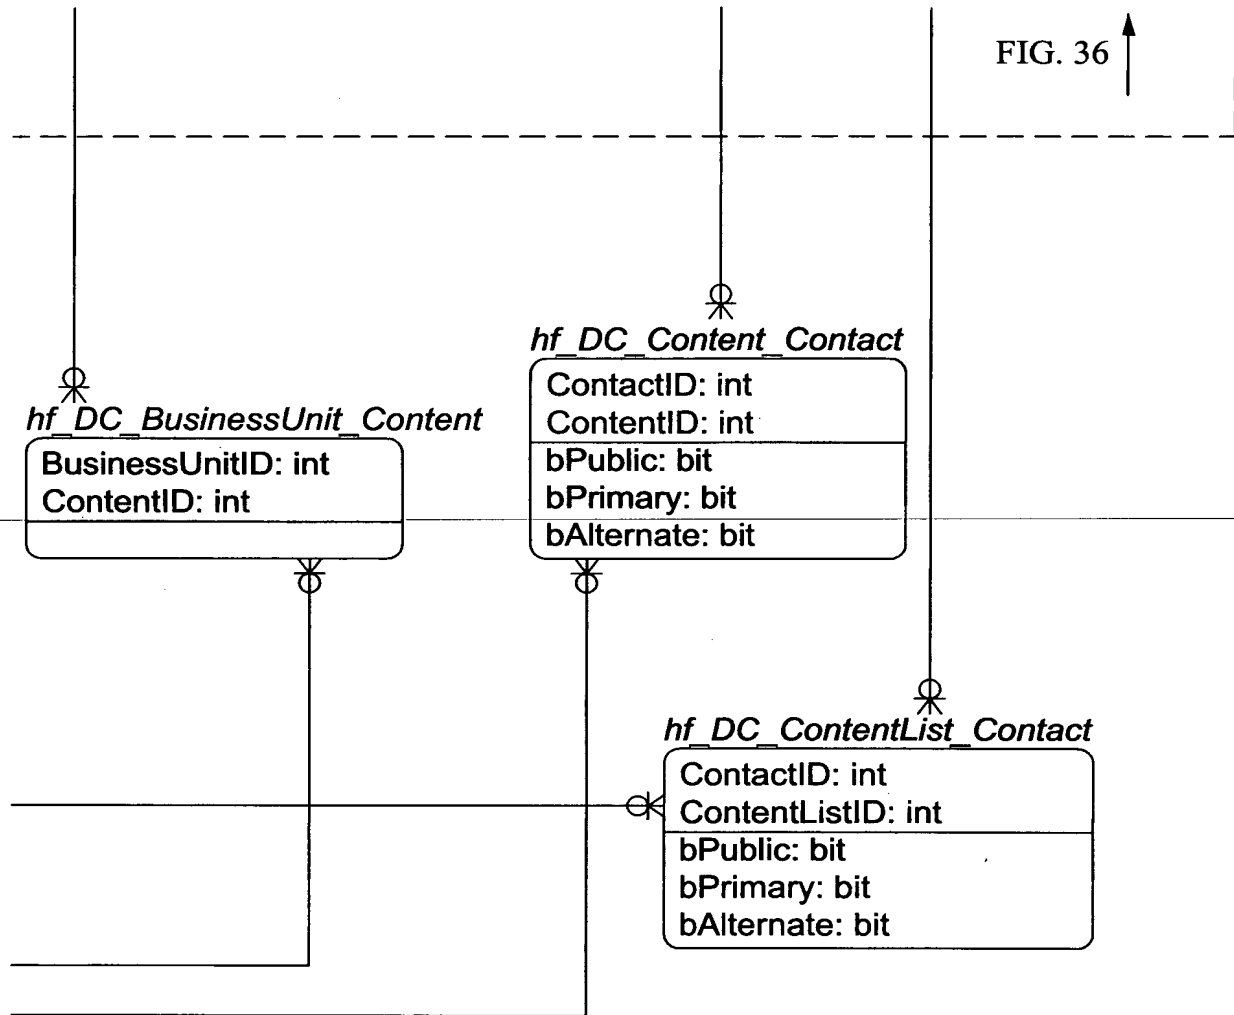 FIG. 36
hf_DC_Content_Contact
ContactID: int
ContentID: int
bPublic: bit
bPrimary: bit
bAlternate: bit
hf_DC_BusinessUnit_Content
BusinessUnitID: int
ContentID: int
hf_DC_ContentList_Contact
ContactID: int
ContentListID: int
bPublic: bit
bPrimary: bit
bAlternate: bit